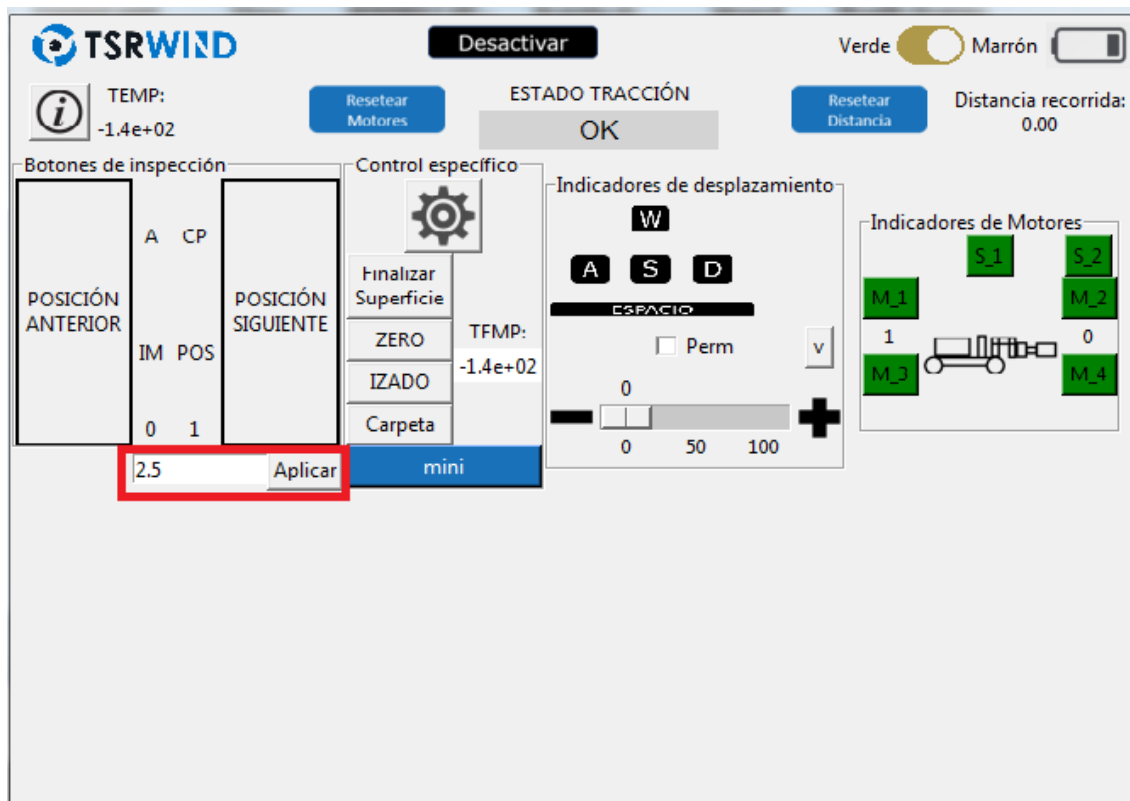 TSRWIND
Desactivar
Verde Marrón
TEMP:
-1.4e+02
Resetear
Motores
ESTADO TRACCIÓN
OK
Resetear
Distancia
Distancia recorrida:
0.00
Botones de inspección
POSICIÓN
ANTERIOR
A CP
IM POS
0 1
POSICIÓN
SIGUIENTE
2.5
Aplicar
Control específico
Finalizar
Superficie
ZERO
IZADO
Carpeta
TEMP:
-1.4e+02
mini
Indicadores de desplazamiento
W
A S D
ESPACIO
Perm
v
0
0 50 100
Indicadores de Motores
S_1 S_2
M_1 M_2
1 0
M_3 M_4